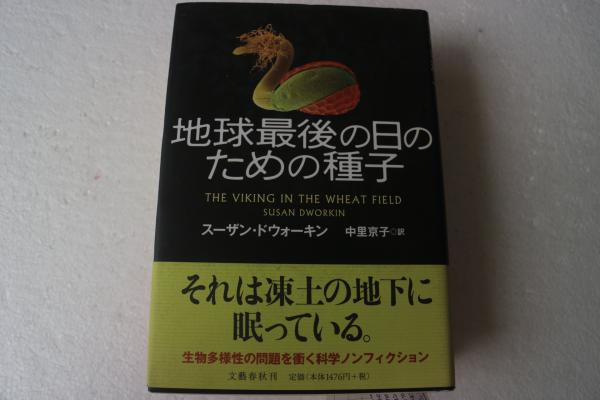 地球最後の日の
ための種子
THE VIKING IN THE WHEAT FIELD
SUSAN DWORKIN
スーザン・ドウォーキン 中里京子◎訳
それは凍土の地下に
眠っている。
生物多様性の問題を衝く科学ノンフィクション
文藝春秋刊 定価(本体1476円+税)